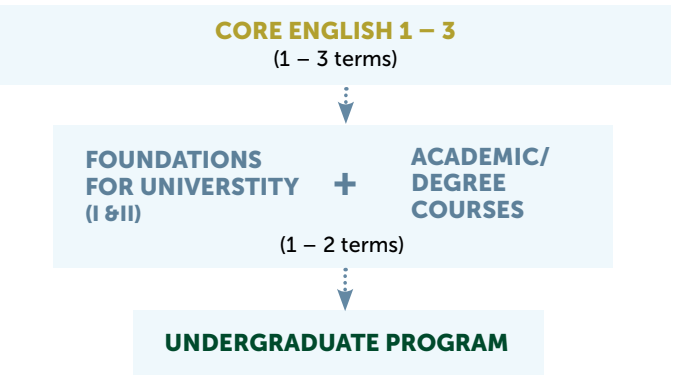 CORE ENGLISH 1 – 3
(1 – 3 terms)
FOUNDATIONS
FOR UNIVERSTITY
(I &II)
+
ACADEMIC/
DEGREE
COURSES
(1 – 2 terms)
UNDERGRADUATE PROGRAM